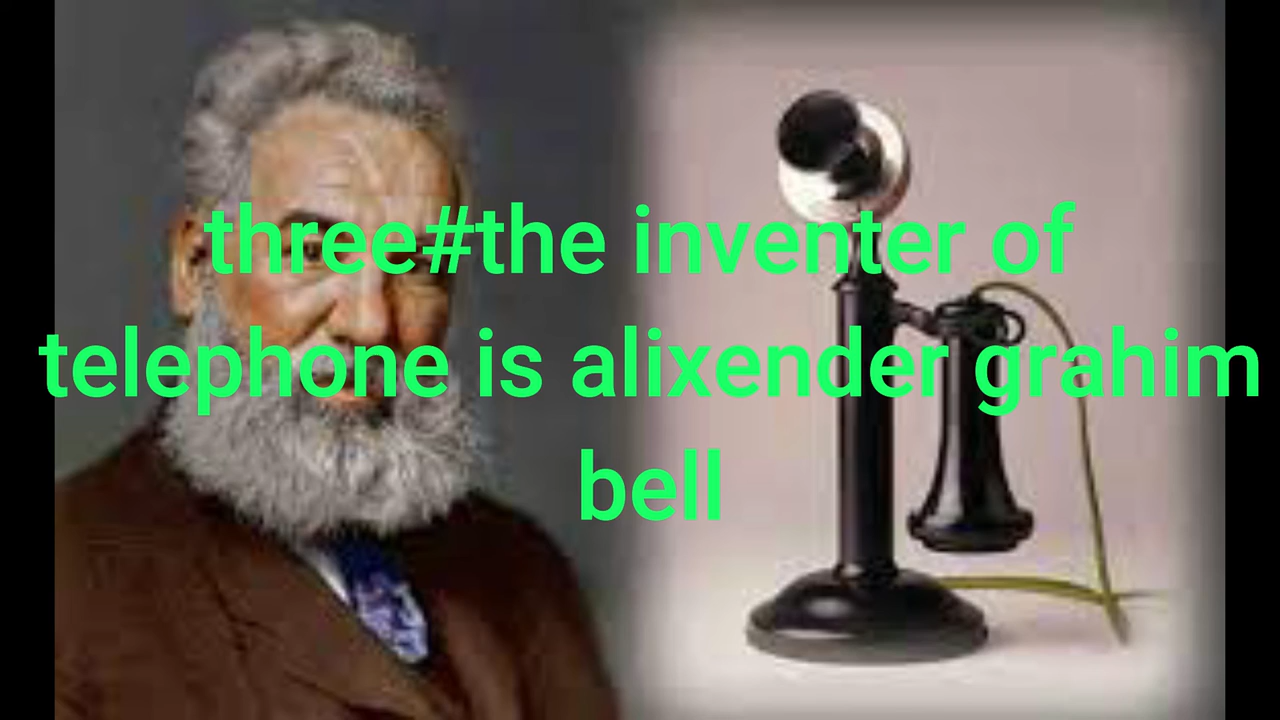 three#the inventer of
telephone is alixender grahim
bell